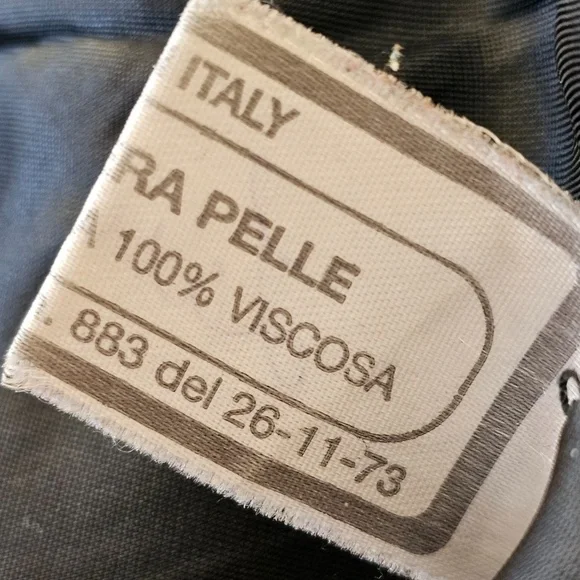 ITALY
RA PELLE
A 100% VISCOSA
. 883 del 26-11-73